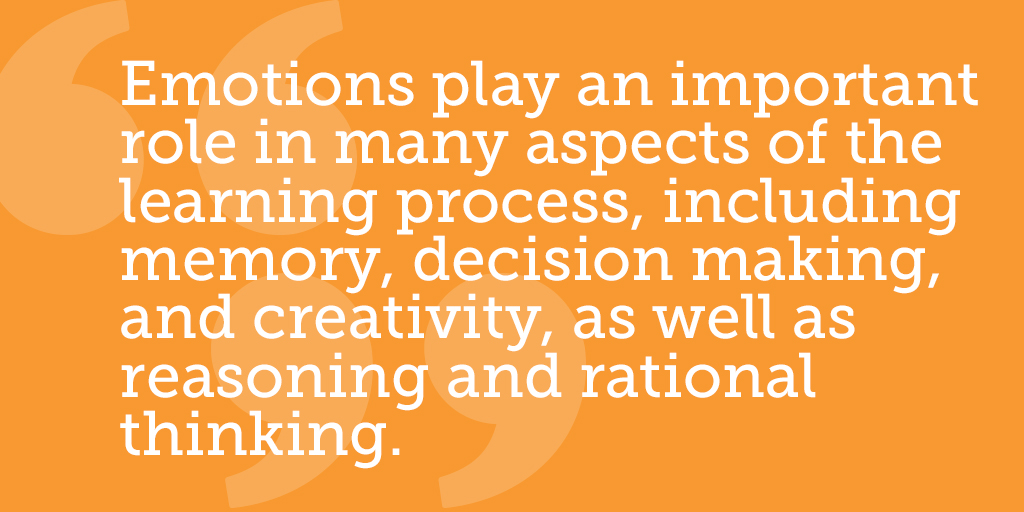 Emotions play an important
role in many aspects of the
learning process, including
memory, decision making,
and creativity, as well as
reasoning and rational
thinking.